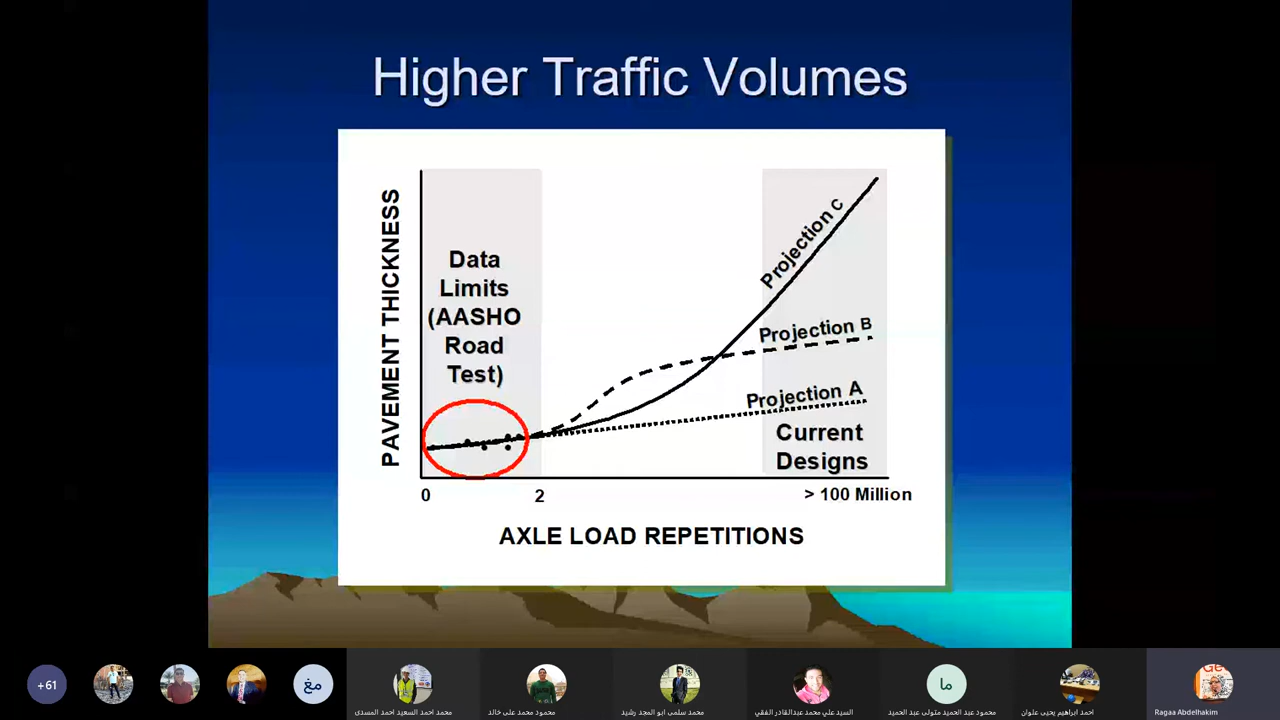 Higher Traffic Volumes
PAVEMENT THICKNESS
Data
Limits
(AASHO
Road
Test)
Projection C
Projection B
Projection A
Current
Designs
0
2
> 100 Million
AXLE LOAD REPETITIONS
+61
مغ
محمد احمد السعيد احمد المسدى
محمود محمد على خالد
محمد سلمى ابو المجد رشيد
السيد علي محمد عبدالقادر الفقي
ما
محمود عبد الحميد متولى عبد الحميد
احمد ابراهيم يحيى علوان
Ragaa Abdelhakim